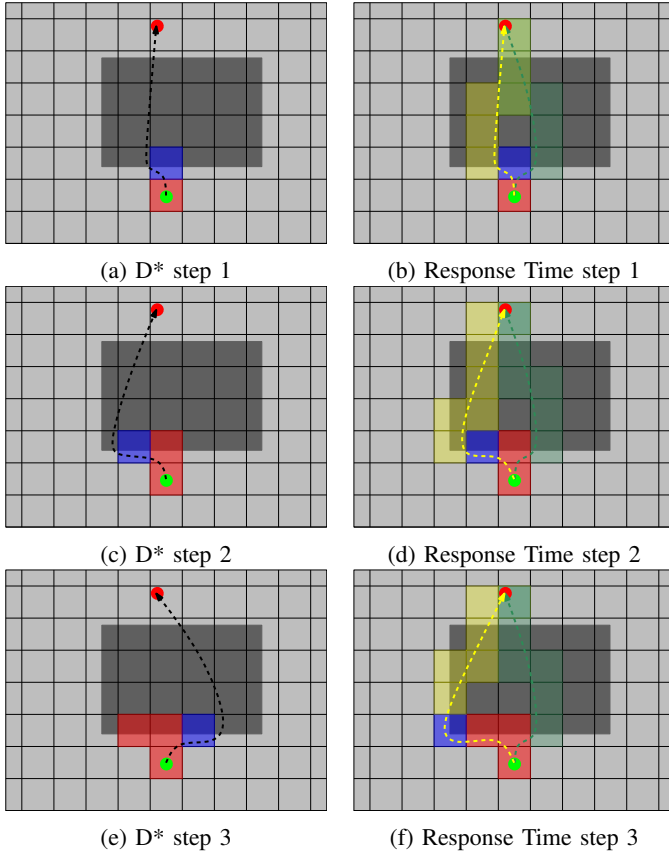 (a) D* step 1
(b) Response Time step 1
(c) D* step 2
(d) Response Time step 2
(e) D* step 3
(f) Response Time step 3